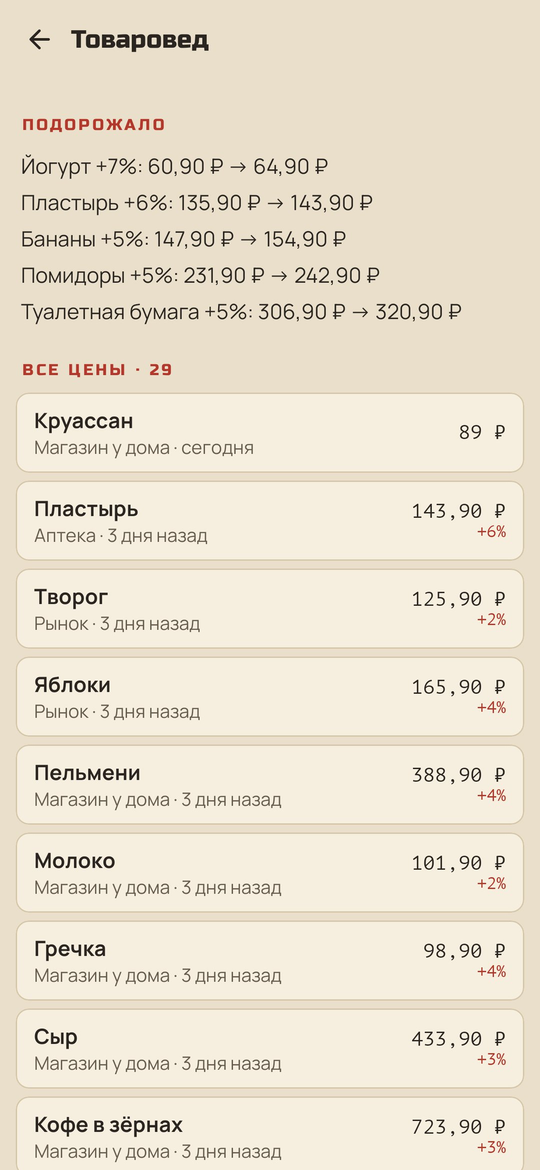 Товаровед
ПОДОРОЖАЛО
Йогурт +7%: 60,90 ₽ → 64,90 ₽
Пластырь +6%: 135,90 ₽ → 143,90 ₽
Бананы +5%: 147,90 ₽ → 154,90 ₽
Помидоры +5%: 231,90 ₽ → 242,90 ₽
Туалетная бумага +5%: 306,90 ₽ → 320,90 ₽
ВСЕ ЦЕНЫ · 29
Круассан
Магазин у дома · сегодня
89 ₽
Пластырь
Аптека · 3 дня назад
143,90 ₽
+6%
Творог
Рынок · 3 дня назад
125,90 ₽
+2%
Яблоки
Рынок · 3 дня назад
165,90 ₽
+4%
Пельмени
Магазин у дома · 3 дня назад
388,90 ₽
+4%
Молоко
Магазин у дома · 3 дня назад
101,90 ₽
+2%
Гречка
Магазин у дома · 3 дня назад
98,90 ₽
+4%
Сыр
Магазин у дома · 3 дня назад
433,90 ₽
+3%
Кофе в зёрнах
Магазин у дома · 3 дня назад
723,90 ₽
+3%